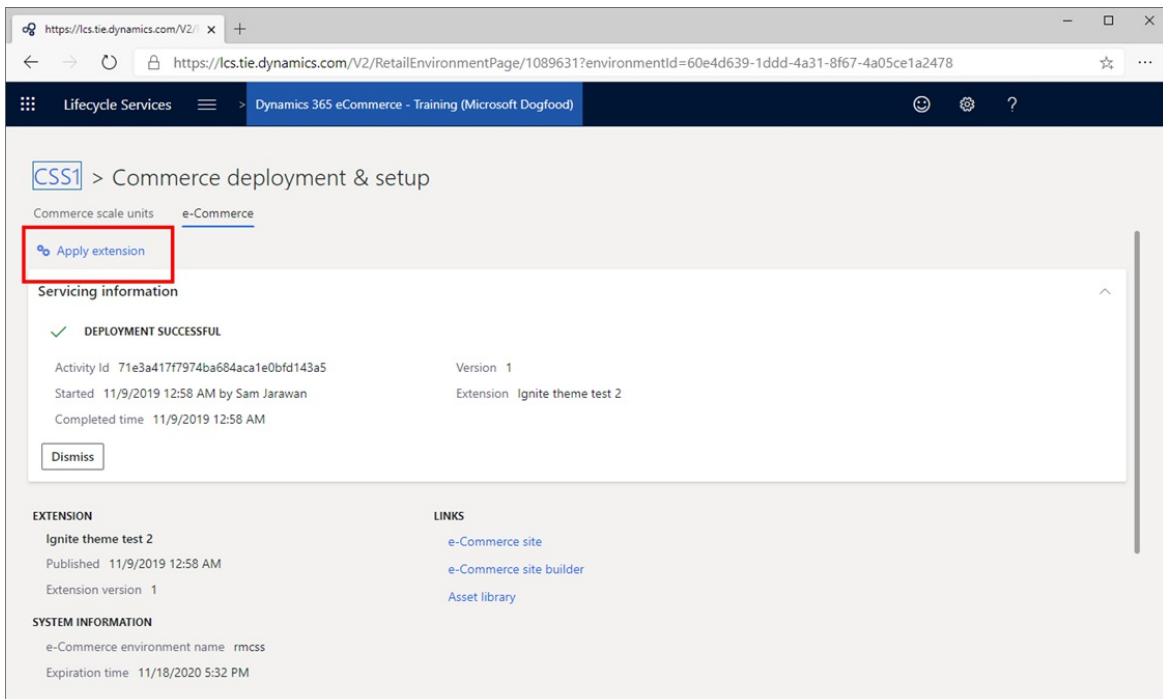 https://lcs.tie.dynamics.com/V2/
https://lcs.tie.dynamics.com/V2/RetailEnvironmentPage/1089631?environmentId=60e4d639-1ddd-4a31-8f67-4a05ce1a2478
Lifecycle Services > Dynamics 365 eCommerce - Training (Microsoft Dogfood) ?
CSS1 > Commerce deployment & setup
Commerce scale units e-Commerce
Apply extension
Servicing information
DEPLOYMENT SUCCESSFUL
Activity Id 71e3a417f7974ba684aca1e0bfd143a5 Version 1
Started 11/9/2019 12:58 AM by Sam Jarawan Extension Ignite theme test 2
Completed time 11/9/2019 12:58 AM
Dismiss
EXTENSION
Ignite theme test 2
Published 11/9/2019 12:58 AM
Extension version 1
LINKS
e-Commerce site
e-Commerce site builder
Asset library
SYSTEM INFORMATION
e-Commerce environment name rmcss
Expiration time 11/18/2020 5:32 PM